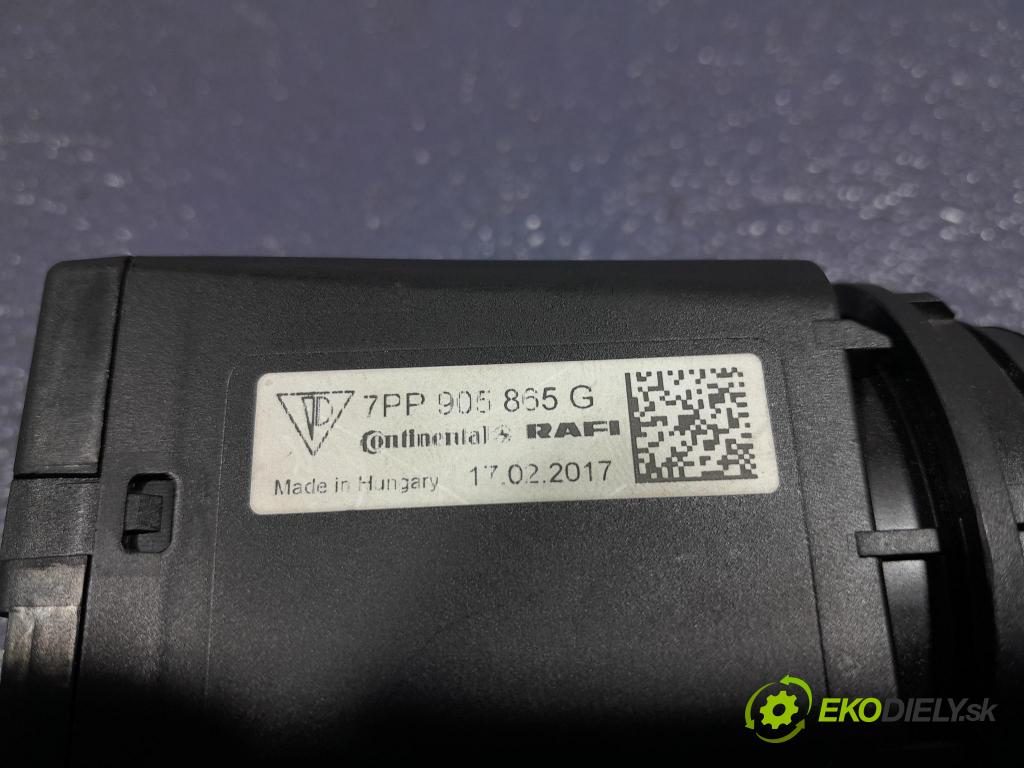 7PP 905 865 G
Continental RAFI
Made in Hungary 17.02.2017
EKODIELY.sk